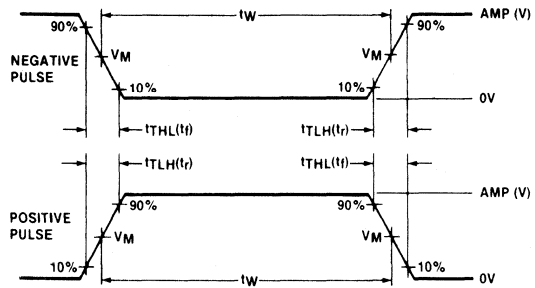 tW
AMP (V)
90%
90%
NEGATIVE
PULSE
VM
VM
10%
10%
0V
tTHL(tf)
tTLH(tr)
tTLH(tr)
tTHL(tf)
AMP (V)
90%
90%
POSITIVE
PULSE
VM
VM
10%
10%
0V
tW